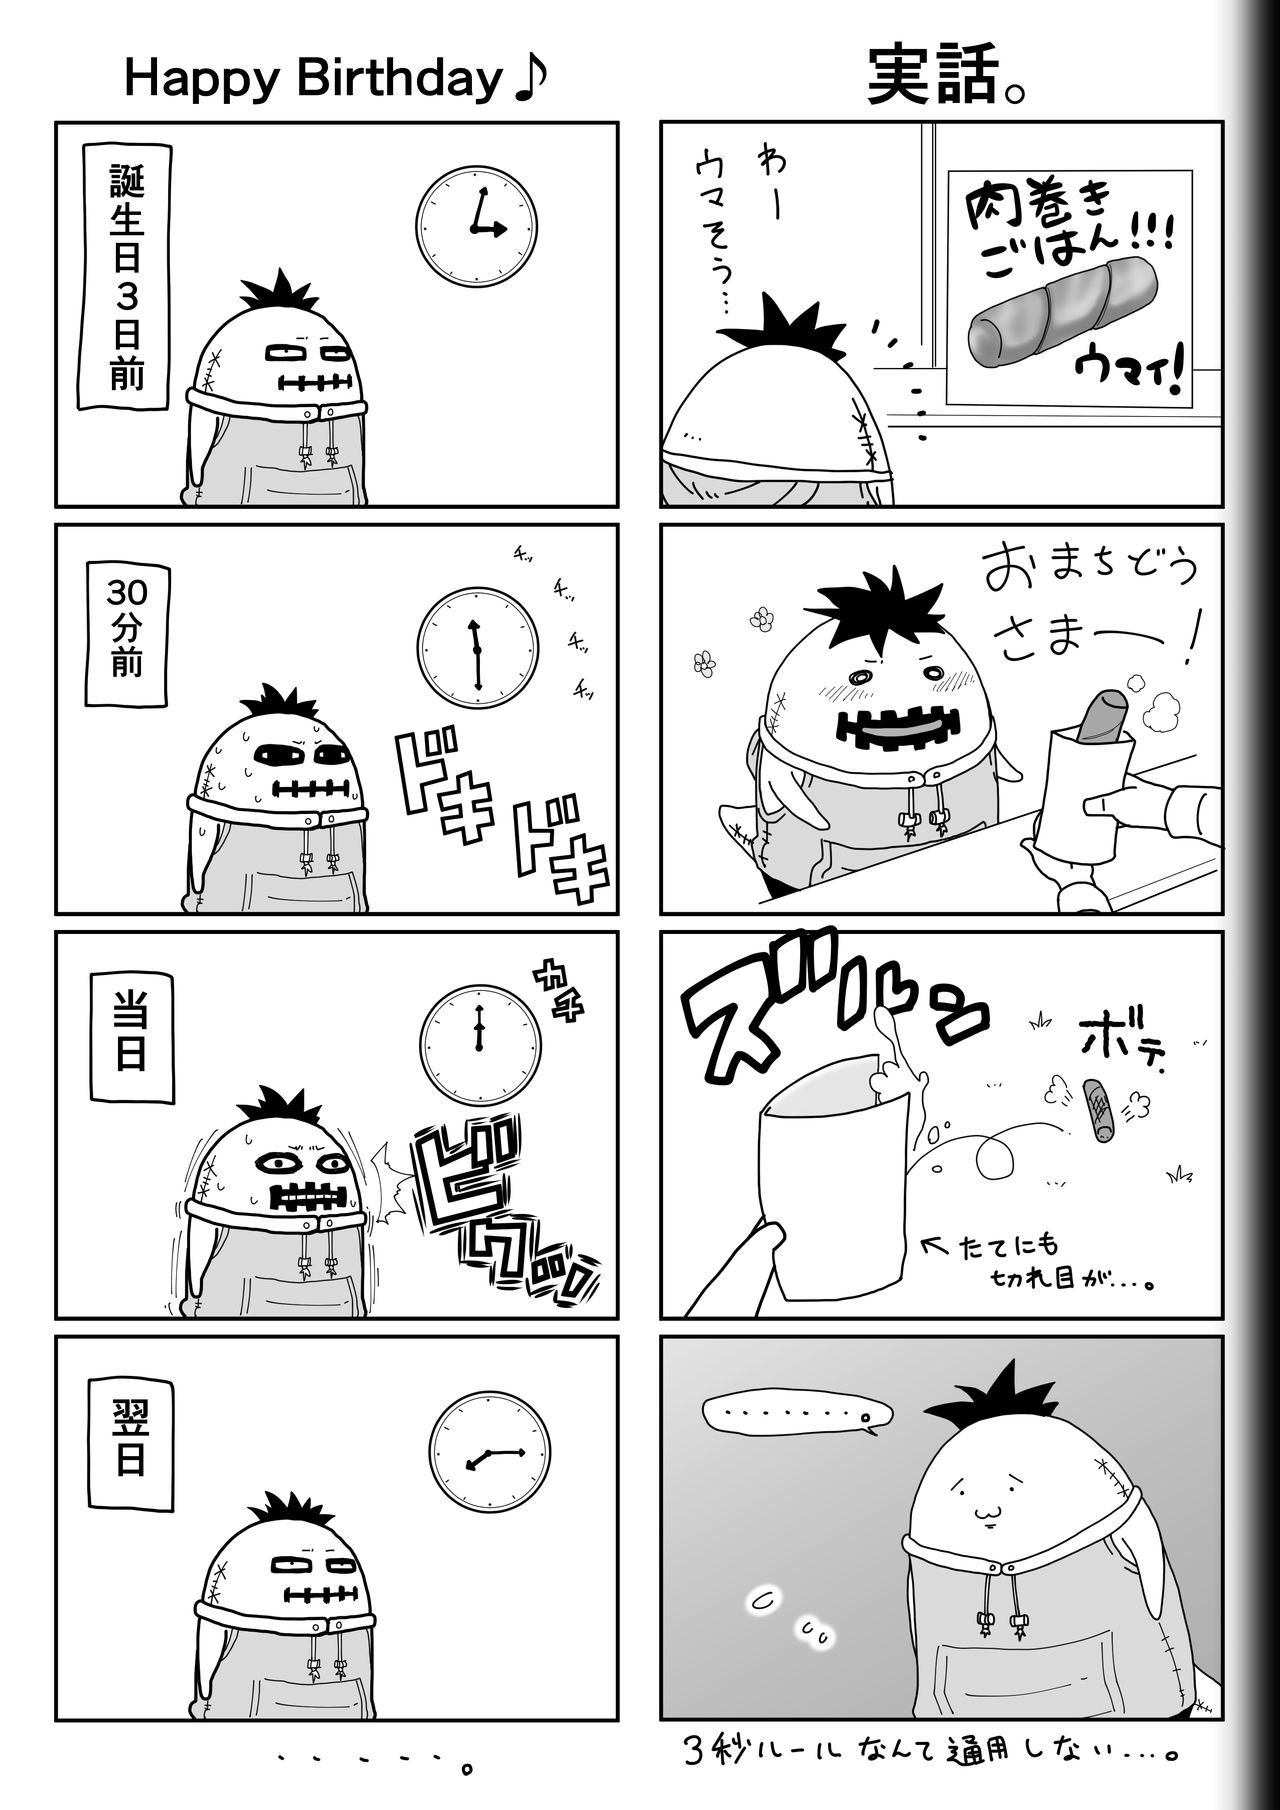 実話。
わー
ウマそう…
肉巻き
ごはん!!!
ウマイ!
おまちどう
さまー!
ズルン
ボテ
←たてにも
切れ目が…。
・・・・・・・。
3秒ルールなんて通用しない…。
Happy Birthday♪
誕生日3日前
30分前
チッ
チッ
チッ
チッ
ドキ
ドキ
当日
カチ
ビクッッ
翌日
・・・・・。